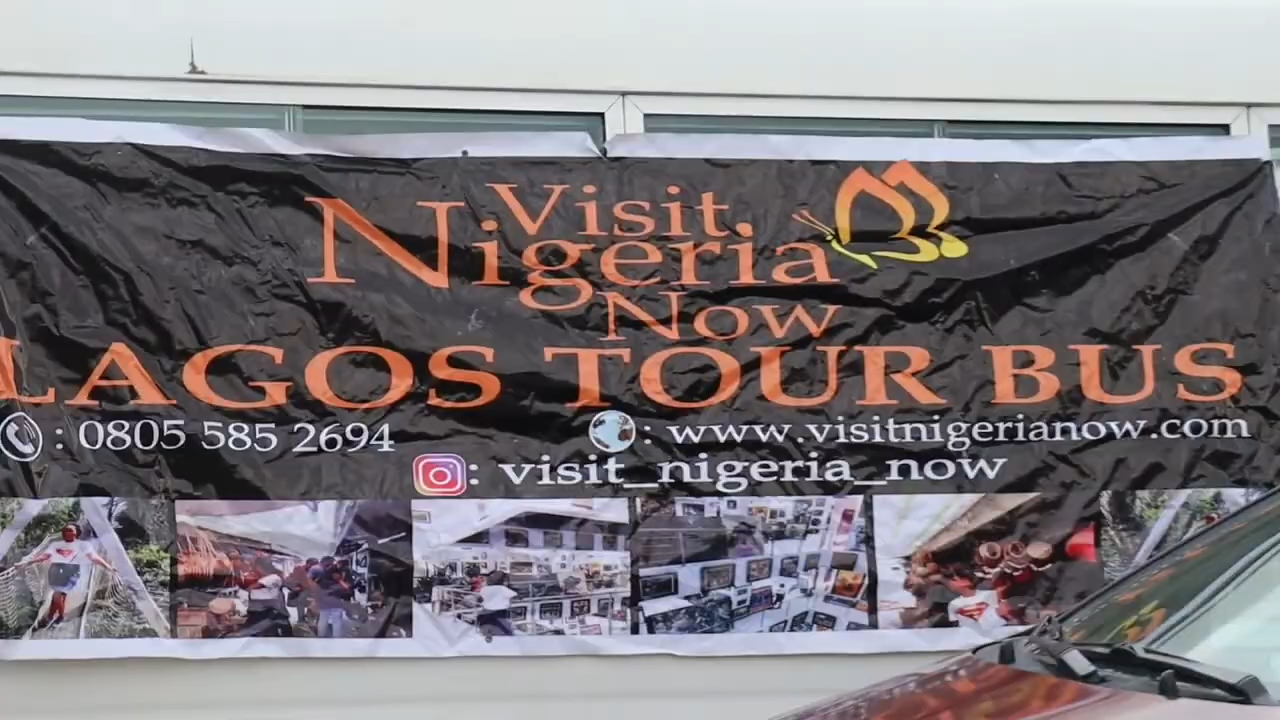 Visit
Nigeria
Now
LAGOS TOUR BUS
: 0805 585 2694
: www.visitnigerianow.com
: visit_nigeria_now